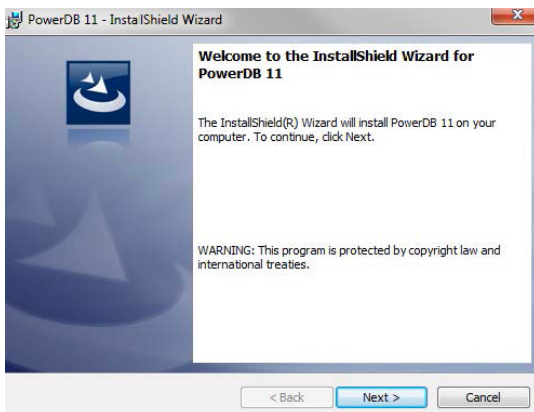 PowerDB 11 - InstallShield Wizard
Welcome to the InstallShield Wizard for
PowerDB 11
The InstallShield(R) Wizard will install PowerDB 11 on your
computer. To continue, click Next.
WARNING: This program is protected by copyright law and
international treaties.
< Back Next > Cancel